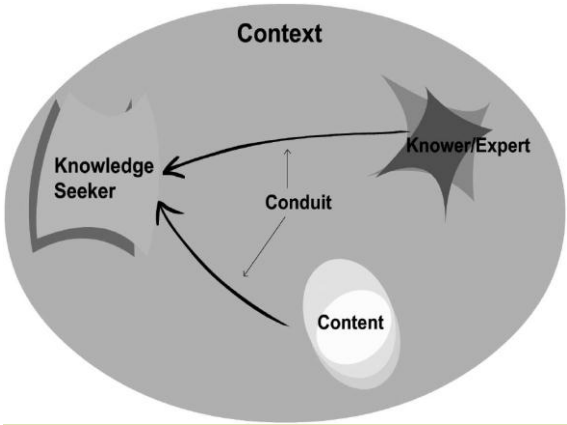 Context
Knowledge
Seeker
Knower/Expert
Conduit
Content